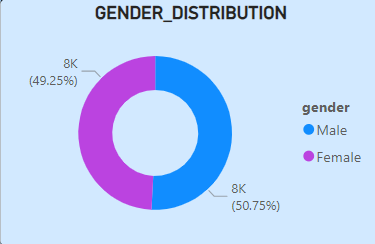 GENDER_DISTRIBUTION
8K
(49.25%)
gender
Male
Female
8K
(50.75%)